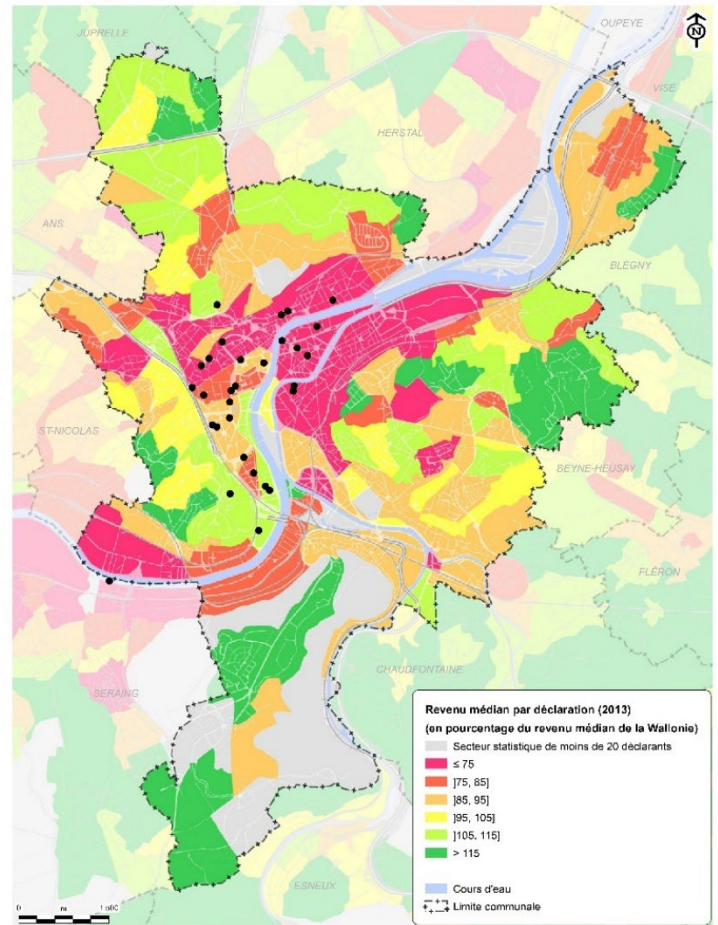 JUPRELLE
OUPEYE
VISE
HERSTAL
ANS
BLÉGNY
ST-NICOLAS
BEYNE-HEUSAY
FLÉRON
CHAUDFONTAINE
SERAING
ESNEUX
Revenu médian par déclaration (2013)
(en pourcentage du revenu médian de la Wallonie)
Secteur statistique de moins de 20 déclarants
≤ 75
]75, 85]
]85, 95]
]95, 105]
]105, 115]
> 115
Cours d'eau
Limite communale
0 m
N